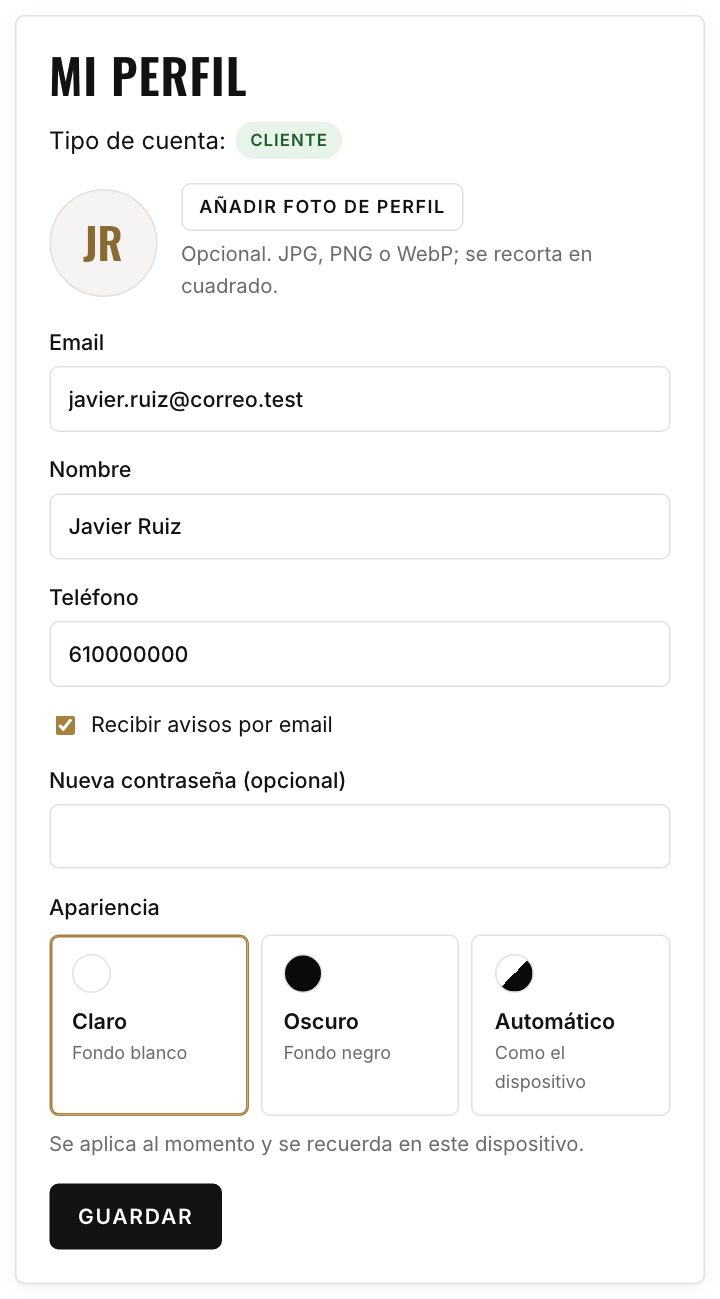 MI PERFIL
Tipo de cuenta: CLIENTE
JR
AÑADIR FOTO DE PERFIL
Opcional. JPG, PNG o WebP; se recorta en
cuadrado.
Email
javier.ruiz@correo.test
Nombre
Javier Ruiz
Teléfono
610000000
Recibir avisos por email
Nueva contraseña (opcional)
Apariencia
Claro
Fondo blanco
Oscuro
Fondo negro
Automático
Como el
dispositivo
Se aplica al momento y se recuerda en este dispositivo.
GUARDAR